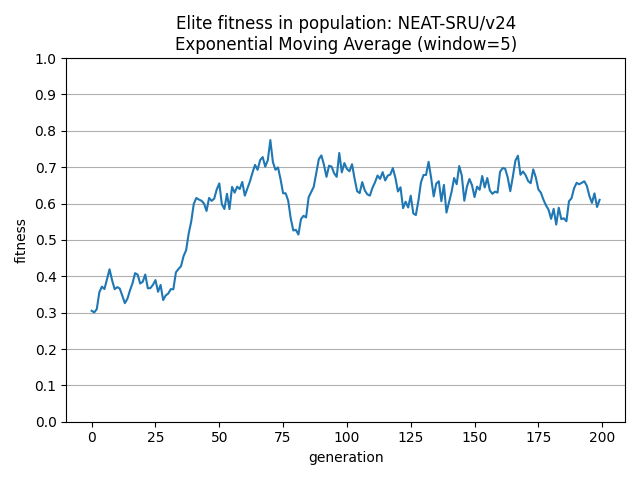 Elite fitness in population: NEAT-SRU/v24
Exponential Moving Average (window=5)
1.0
0.9
0.8
0.7
0.6
0.5
0.4
0.3
0.2
0.1
0.0
fitness
0 25 50 75 100 125 150 175 200
generation